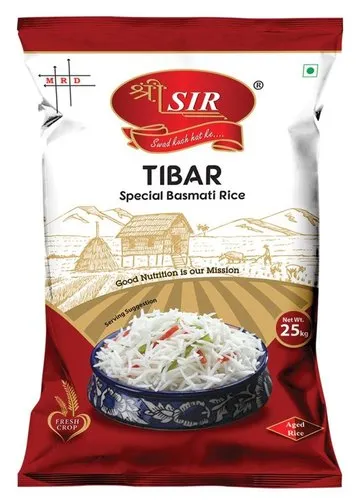 M R D
श्री SIR
®
Swad kuch hat ke....
TIBAR
Special Basmati Rice
Good Nutrition is our Mission
Serving Suggestion
Net Wt.
25kg
FRESH
CROP
Aged
Rice